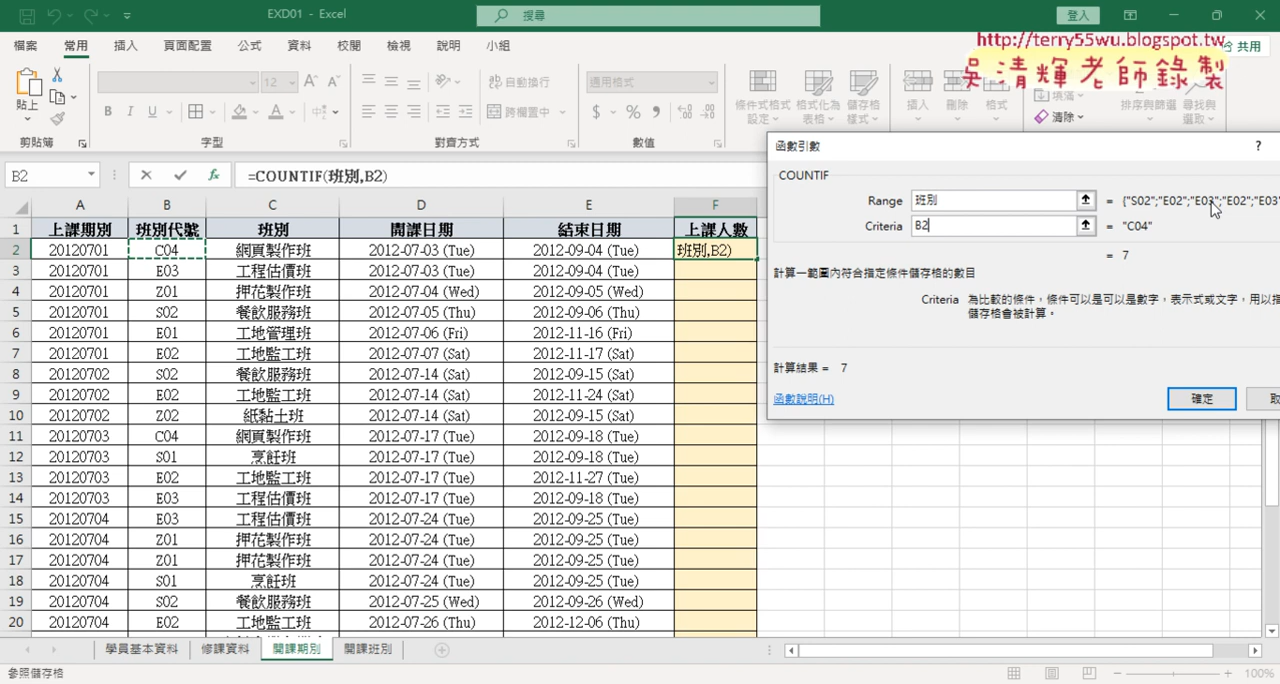 EXD01 - Excel
搜尋
登入
檔案 常用 插入 頁面配置 公式 資料 校閱 檢視 說明 小組
共用
http://terry55wu.blogspot.tw
吳清輝老師錄製
貼上
12
B I U
自動換行
跨欄置中
通用格式
條件式格式設定
格式化為表格
儲存格樣式
插入 刪除 格式
填滿
清除
排序與篩選 尋找與選取
剪貼簿 字型 對齊方式 數值
B2
=COUNTIF(班別,B2)
函數引數 ?
COUNTIF
Range 班別 = {"S02";"E02";"E03";"E02";"E03"
Criteria B2 = "C04"
= 7
計算一範圍內符合指定條件儲存格的數目
Criteria 為比較的條件，條件可以是可以是數字，表示式或文字，用以指
儲存格會被計算。
計算結果 = 7
函數說明(H)
確定
取
A B C D E F
1 上課期別 班別代號 班別 開課日期 結束日期 上課人數
2 20120701 C04 網頁製作班 2012-07-03 (Tue) 2012-09-04 (Tue) 班別,B2)
3 20120701 E03 工程估價班 2012-07-03 (Tue) 2012-09-04 (Tue)
4 20120701 Z01 押花製作班 2012-07-04 (Wed) 2012-09-05 (Wed)
5 20120701 S02 餐飲服務班 2012-07-05 (Thu) 2012-09-06 (Thu)
6 20120701 E01 工地管理班 2012-07-06 (Fri) 2012-11-16 (Fri)
7 20120701 E02 工地監工班 2012-07-07 (Sat) 2012-11-17 (Sat)
8 20120702 S02 餐飲服務班 2012-07-14 (Sat) 2012-09-15 (Sat)
9 20120702 E02 工地監工班 2012-07-14 (Sat) 2012-11-24 (Sat)
10 20120702 Z02 紙黏土班 2012-07-14 (Sat) 2012-09-15 (Sat)
11 20120703 C04 網頁製作班 2012-07-17 (Tue) 2012-09-18 (Tue)
12 20120703 S01 烹飪班 2012-07-17 (Tue) 2012-09-18 (Tue)
13 20120703 E02 工地監工班 2012-07-17 (Tue) 2012-11-27 (Tue)
14 20120703 E03 工程估價班 2012-07-17 (Tue) 2012-09-18 (Tue)
15 20120704 E03 工程估價班 2012-07-24 (Tue) 2012-09-25 (Tue)
16 20120704 Z01 押花製作班 2012-07-24 (Tue) 2012-09-25 (Tue)
17 20120704 Z01 押花製作班 2012-07-24 (Tue) 2012-09-25 (Tue)
18 20120704 S01 烹飪班 2012-07-24 (Tue) 2012-09-25 (Tue)
19 20120704 S02 餐飲服務班 2012-07-25 (Wed) 2012-09-26 (Wed)
20 20120704 E02 工地監工班 2012-07-26 (Thu) 2012-12-06 (Thu)
學員基本資料 修課資料 開課期別 開課班別
參照儲存格
100%